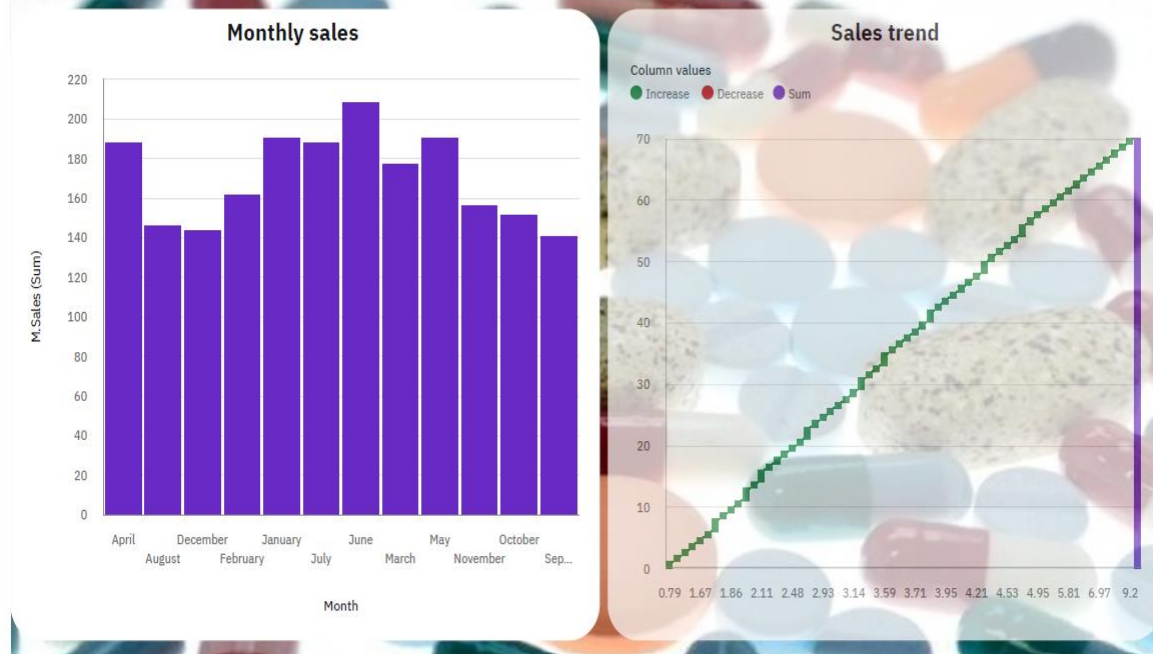 Monthly sales
220
200
180
160
140
120
100
80
60
40
20
0
M.Sales (Sum)
April December January June May October
August February July March November Sep...
Month
Sales trend
Column values
Increase Decrease Sum
70
60
50
40
30
20
10
0
0.79 1.67 1.86 2.11 2.48 2.93 3.14 3.59 3.71 3.95 4.21 4.53 4.95 5.81 6.97 9.2